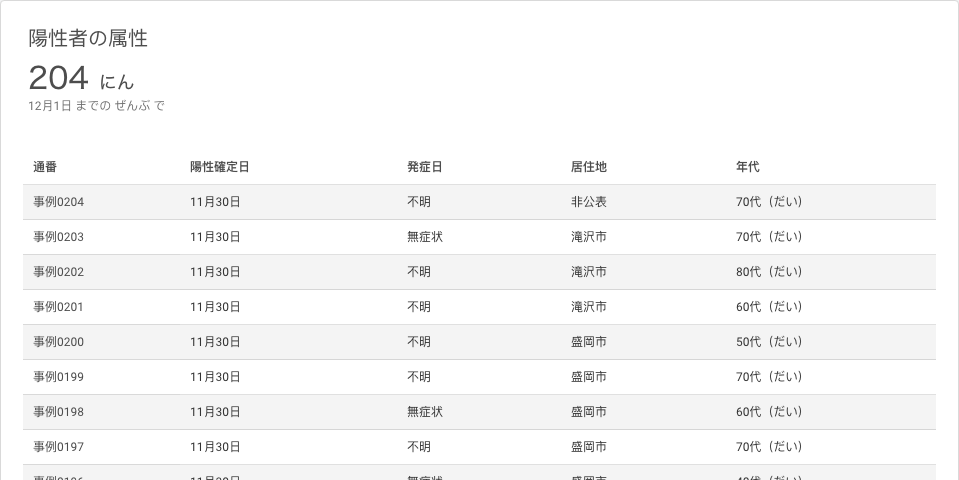 陽性者の属性
204 にん
12月1日 までの ぜんぶ で
通番 陽性確定日 発症日 居住地 年代
事例0204 11月30日 不明 非公表 70代（だい）
事例0203 11月30日 無症状 滝沢市 70代（だい）
事例0202 11月30日 不明 滝沢市 80代（だい）
事例0201 11月30日 不明 滝沢市 60代（だい）
事例0200 11月30日 不明 盛岡市 50代（だい）
事例0199 11月30日 不明 盛岡市 70代（だい）
事例0198 11月30日 無症状 盛岡市 60代（だい）
事例0197 11月30日 不明 盛岡市 70代（だい）